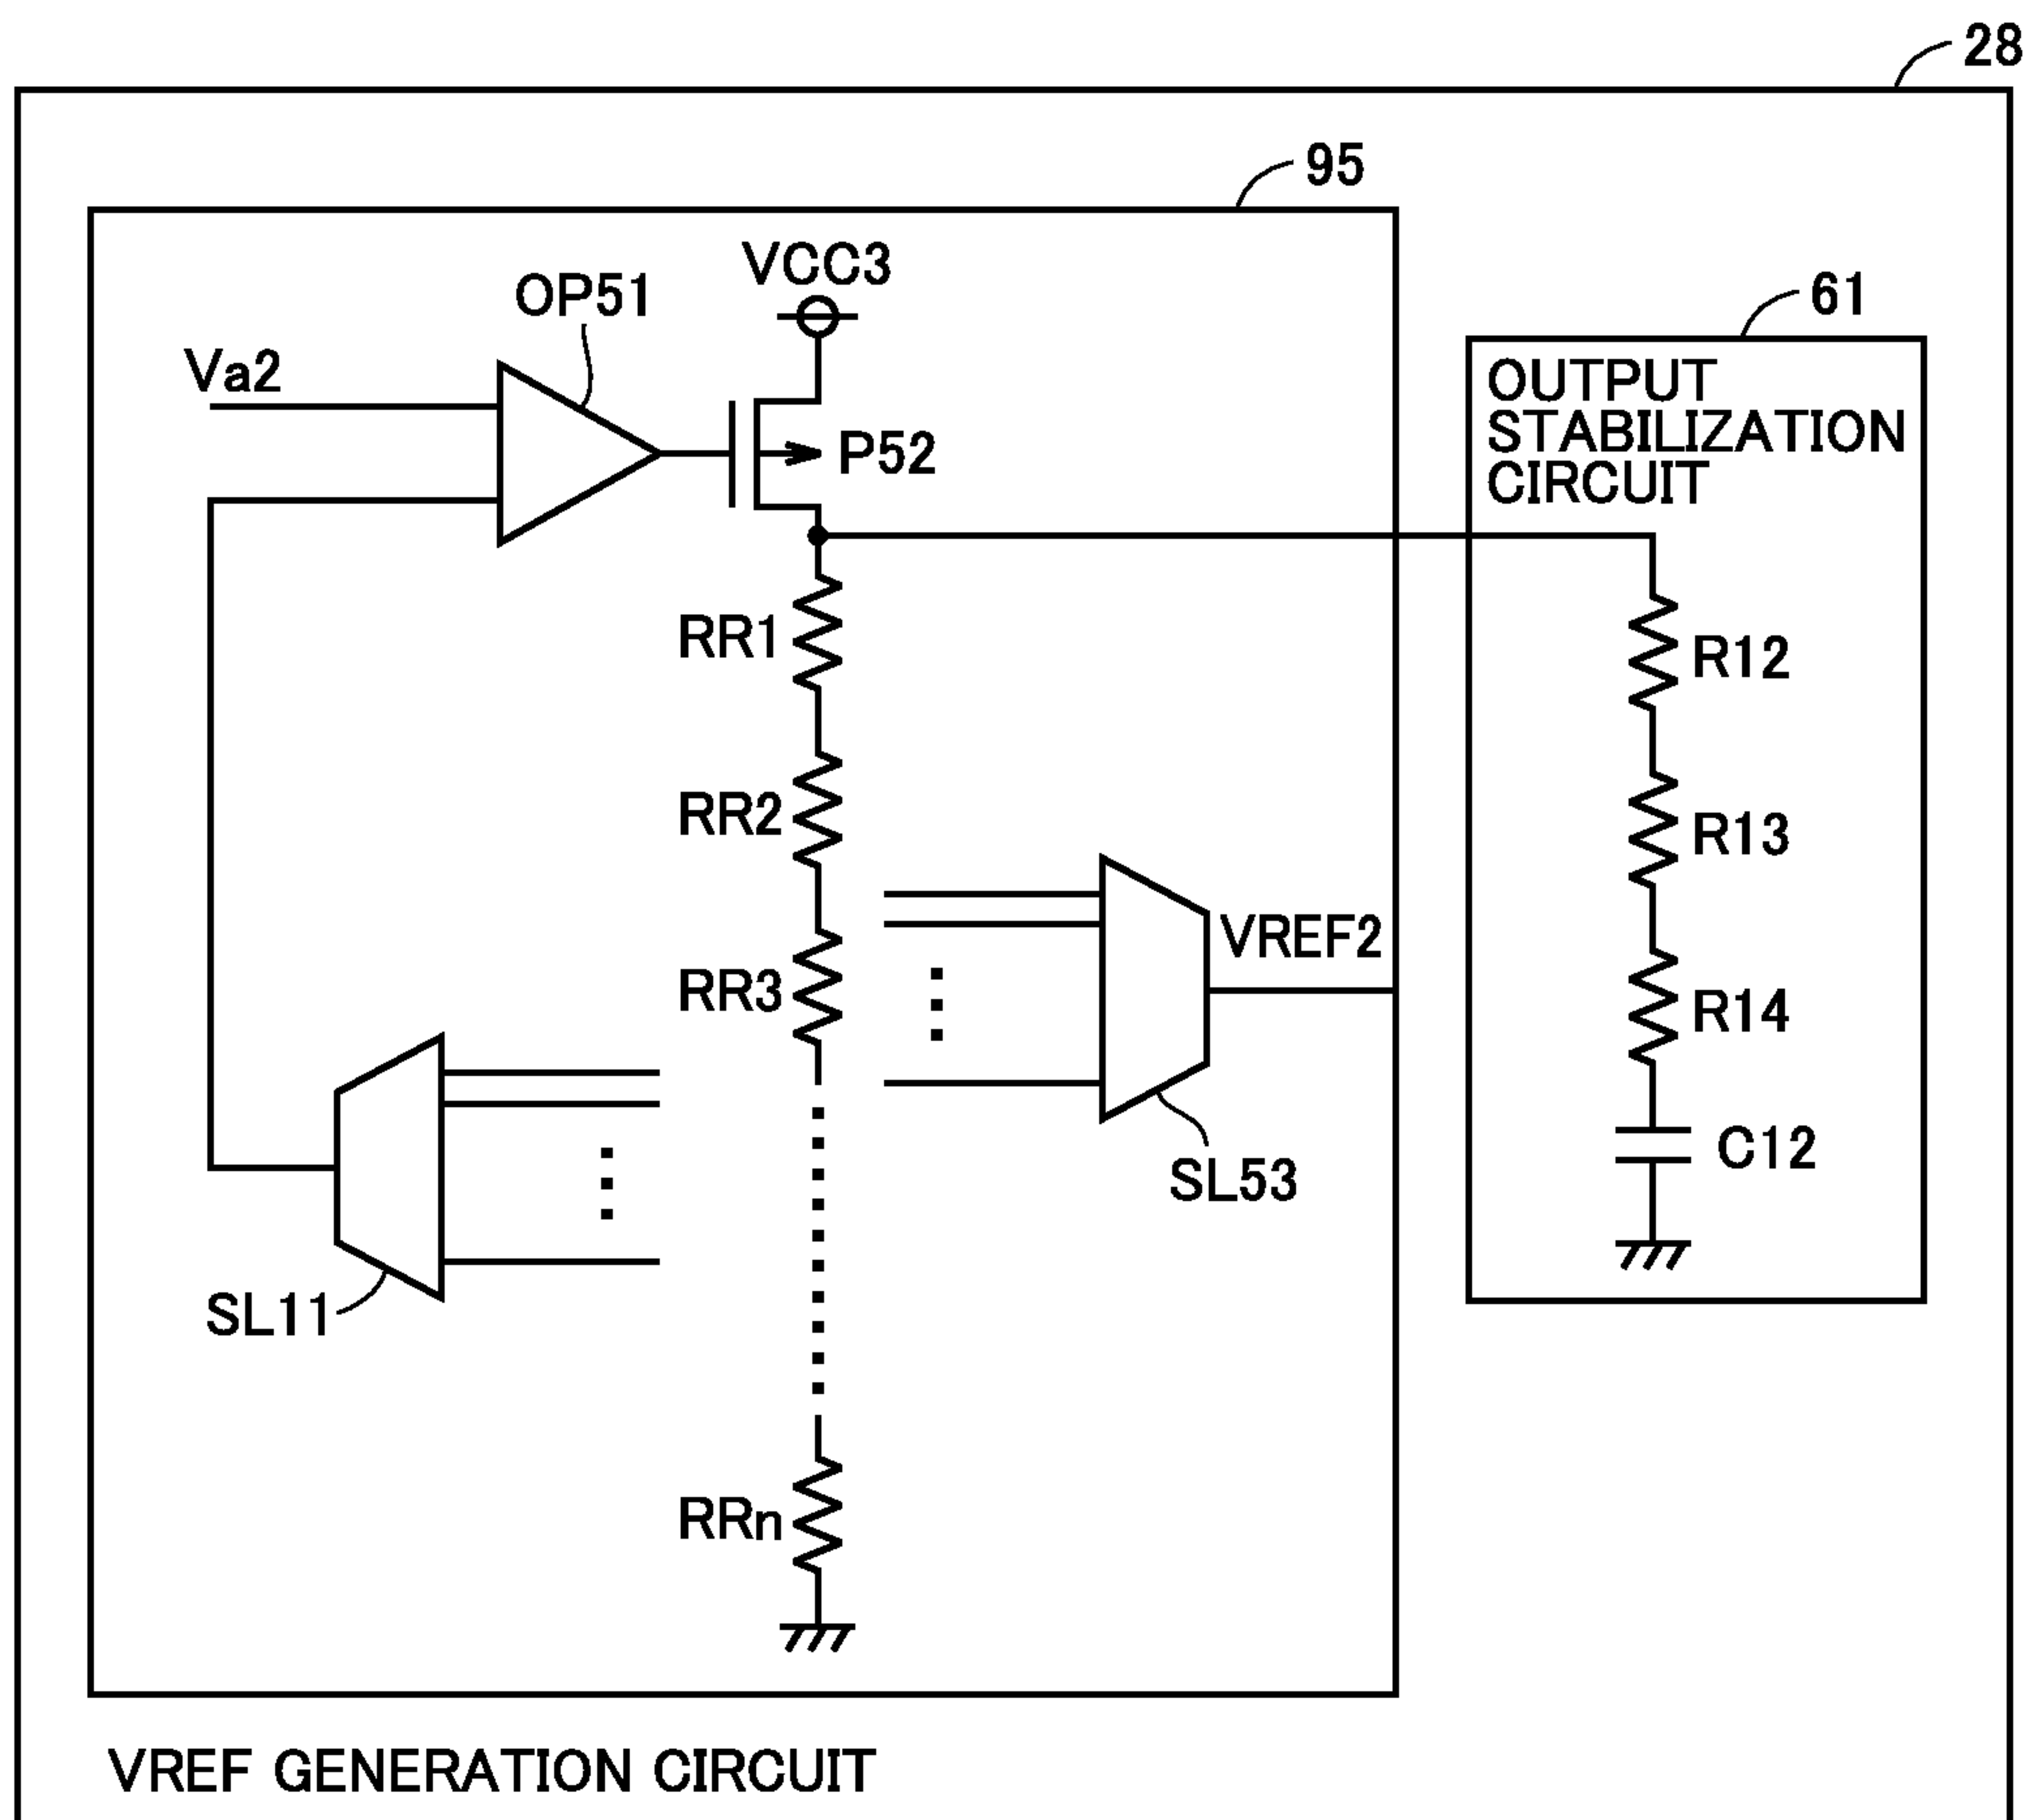 28
95
VCC3
OP51
61
Va2
OUTPUT
STABILIZATION
CIRCUIT
P52
RR1
R12
RR2
R13
VREF2
RR3
R14
C12
SL53
SL11
RRn
VREF GENERATION CIRCUIT